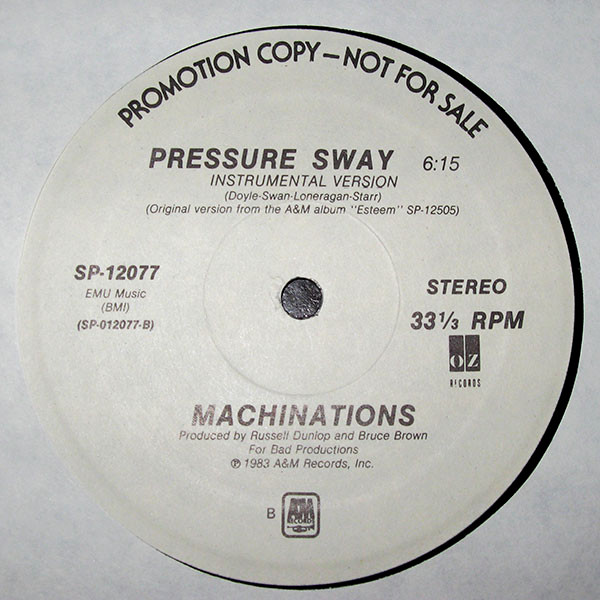 PROMOTION COPY—NOT FOR SALE
PRESSURE SWAY 6:15
INSTRUMENTAL VERSION
(Doyle-Swan-Loneragan-Starr)
(Original version from the A&M album "Esteem" SP-12505)
SP-12077
EMU Music
(BMI)
(SP-012077-B)
STEREO
33⅓ RPM
OZ
RECORDS
MACHINATIONS
Produced by Russell Dunlop and Bruce Brown
For Bad Productions
℗ 1983 A&M Records, Inc.
B
A&M
RECORDS